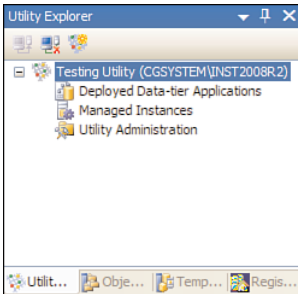 Utility Explorer
Testing Utility (CGSYSTEM\INST2008R2)
Deployed Data-tier Applications
Managed Instances
Utility Administration
Utilit... Obje... Temp... Regis...